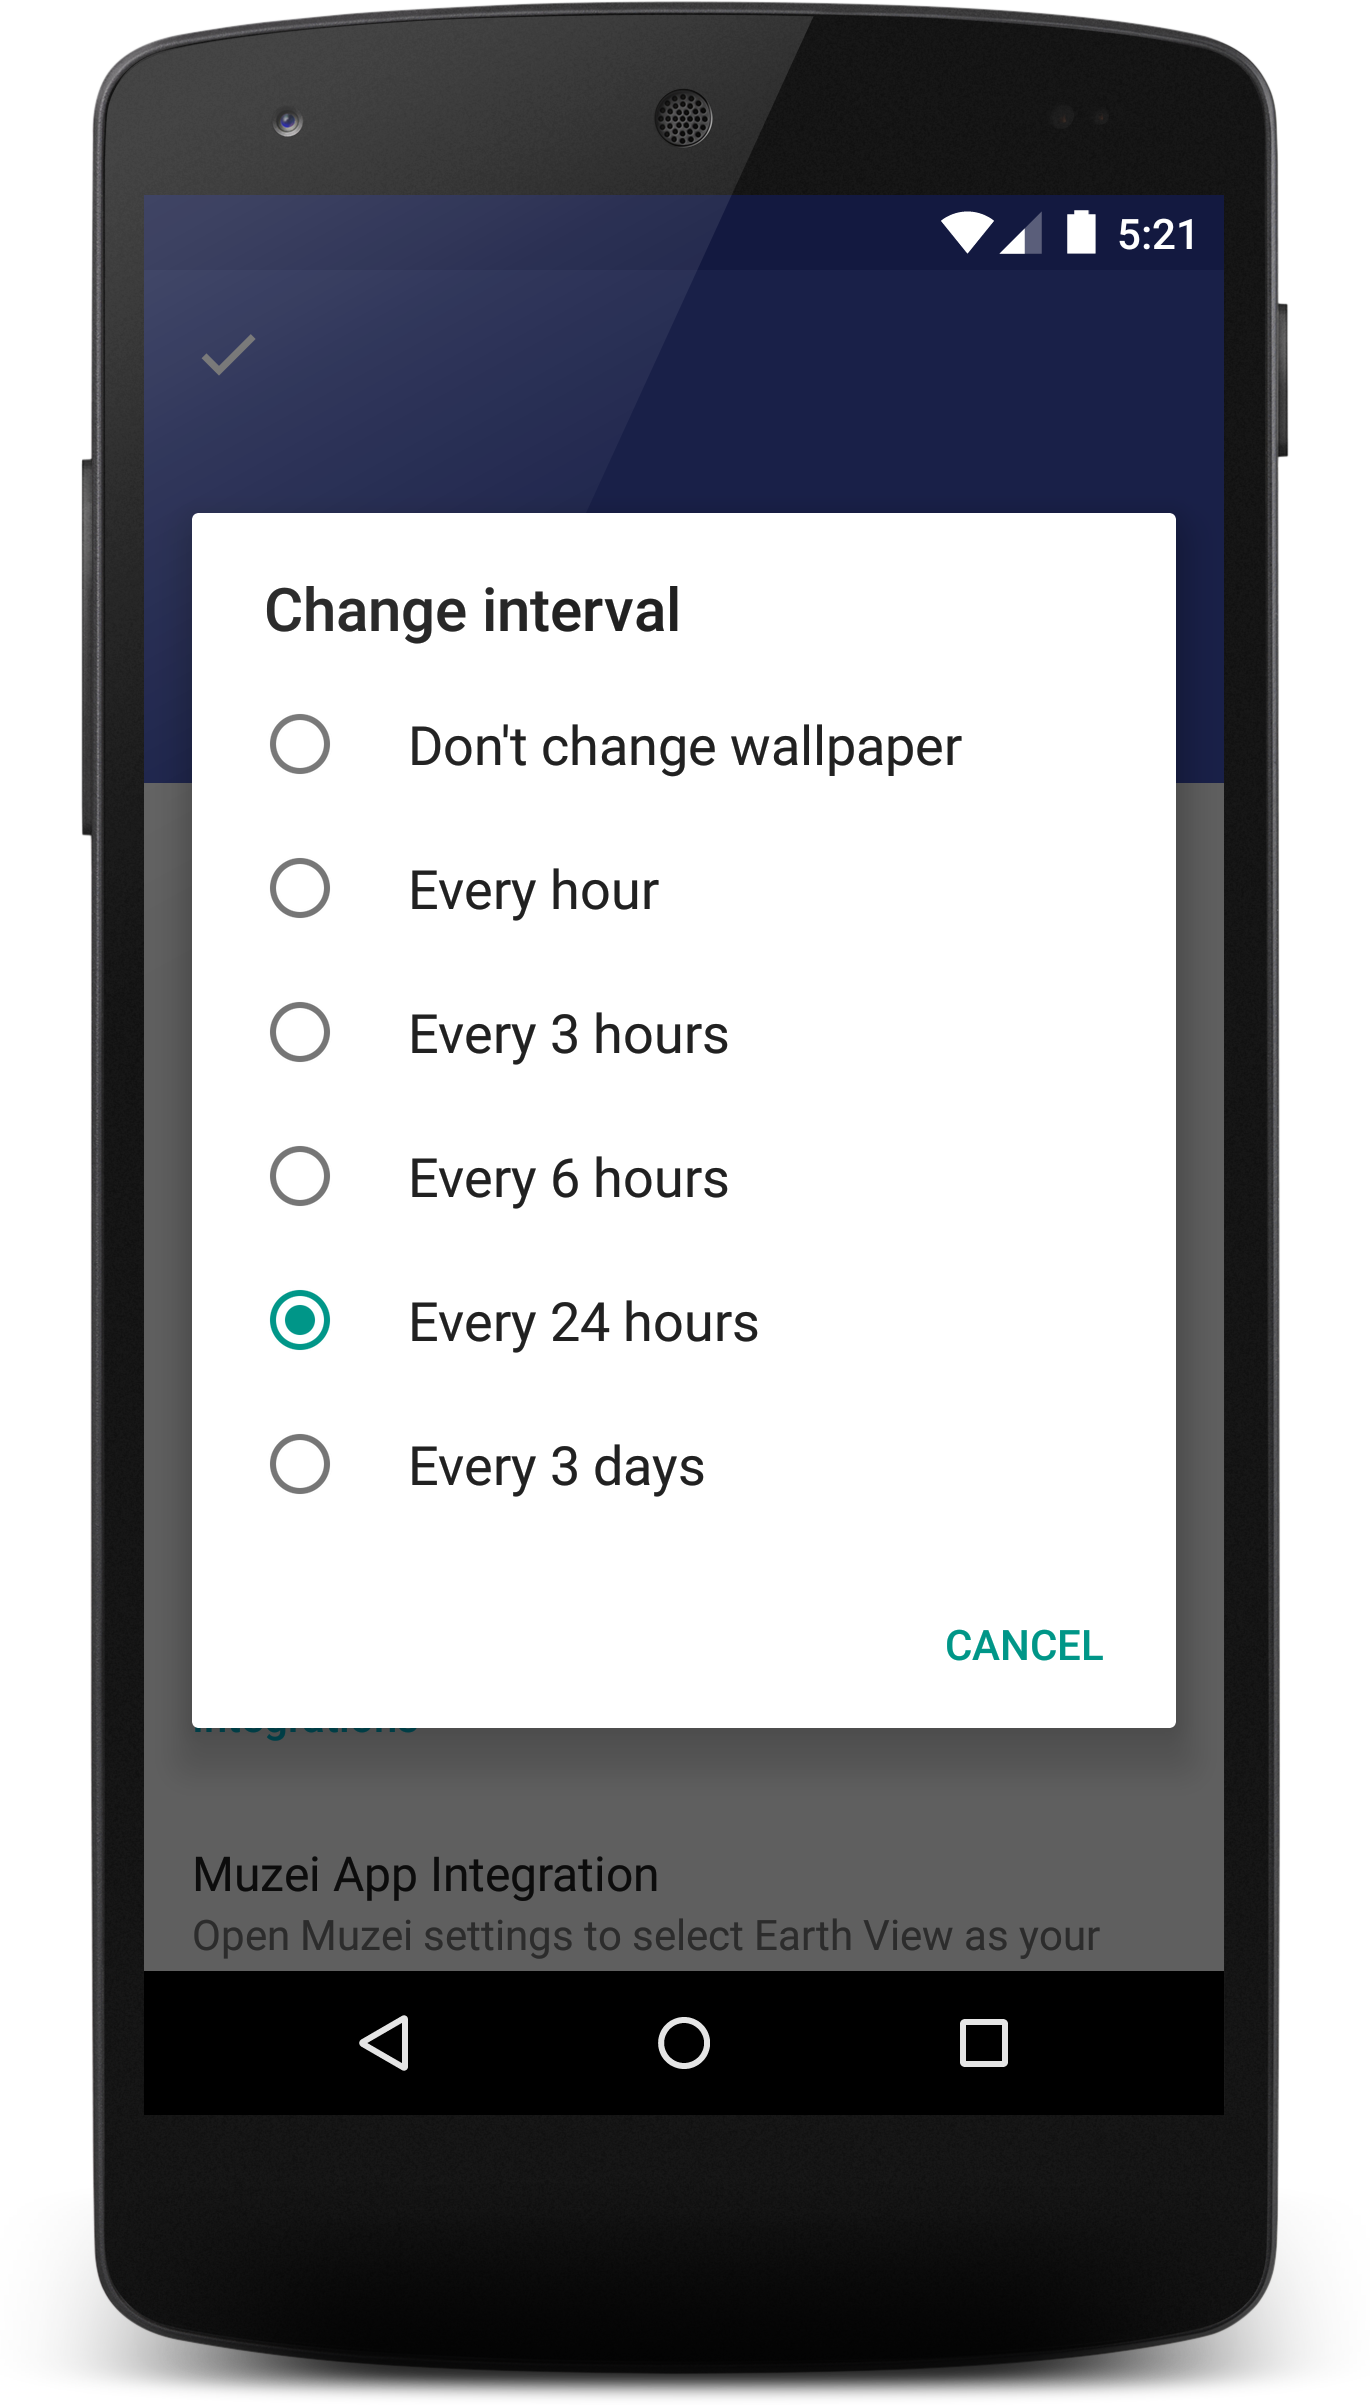 5:21
Change interval
Don't change wallpaper
Every hour
Every 3 hours
Every 6 hours
Every 24 hours
Every 3 days
CANCEL
Integrations
Muzei App Integration
Open Muzei settings to select Earth View as your